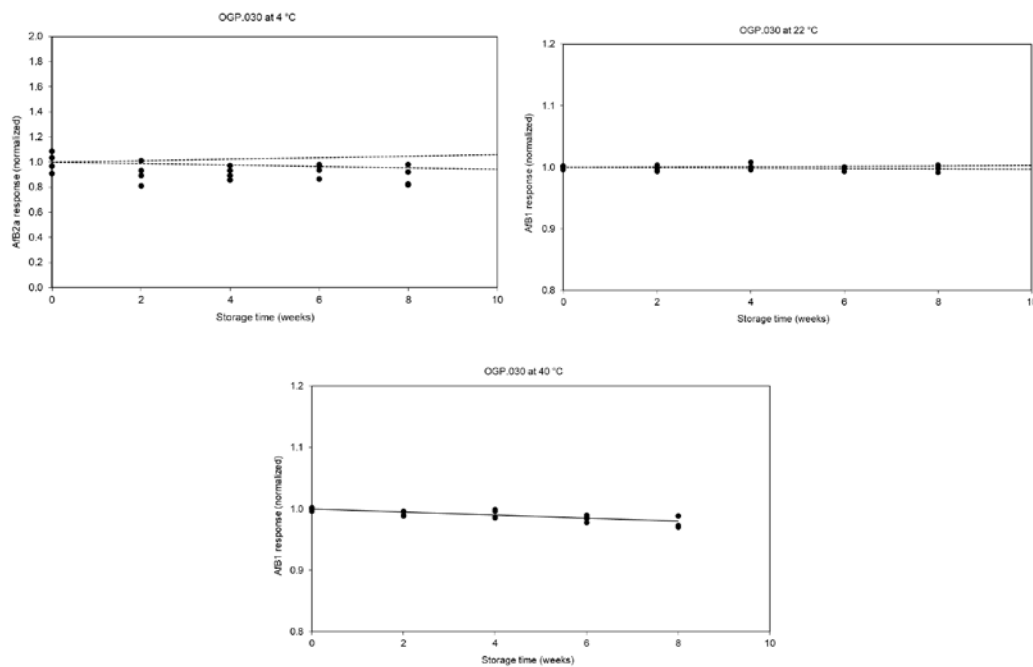 OGP.030 at 4 °C
2.0
1.8
1.6
1.4
1.2
1.0
0.8
0.6
0.4
0.2
0.0
AfB2a response (normalized)
0 2 4 6 8 10
Storage time (weeks)
OGP.030 at 22 °C
1.2
1.1
1.0
0.9
0.8
AfB1 response (normalized)
0 2 4 6 8 10
Storage time (weeks)
OGP.030 at 40 °C
1.2
1.1
1.0
0.9
0.8
AfB1 response (normalized)
0 2 4 6 8 10
Storage time (weeks)